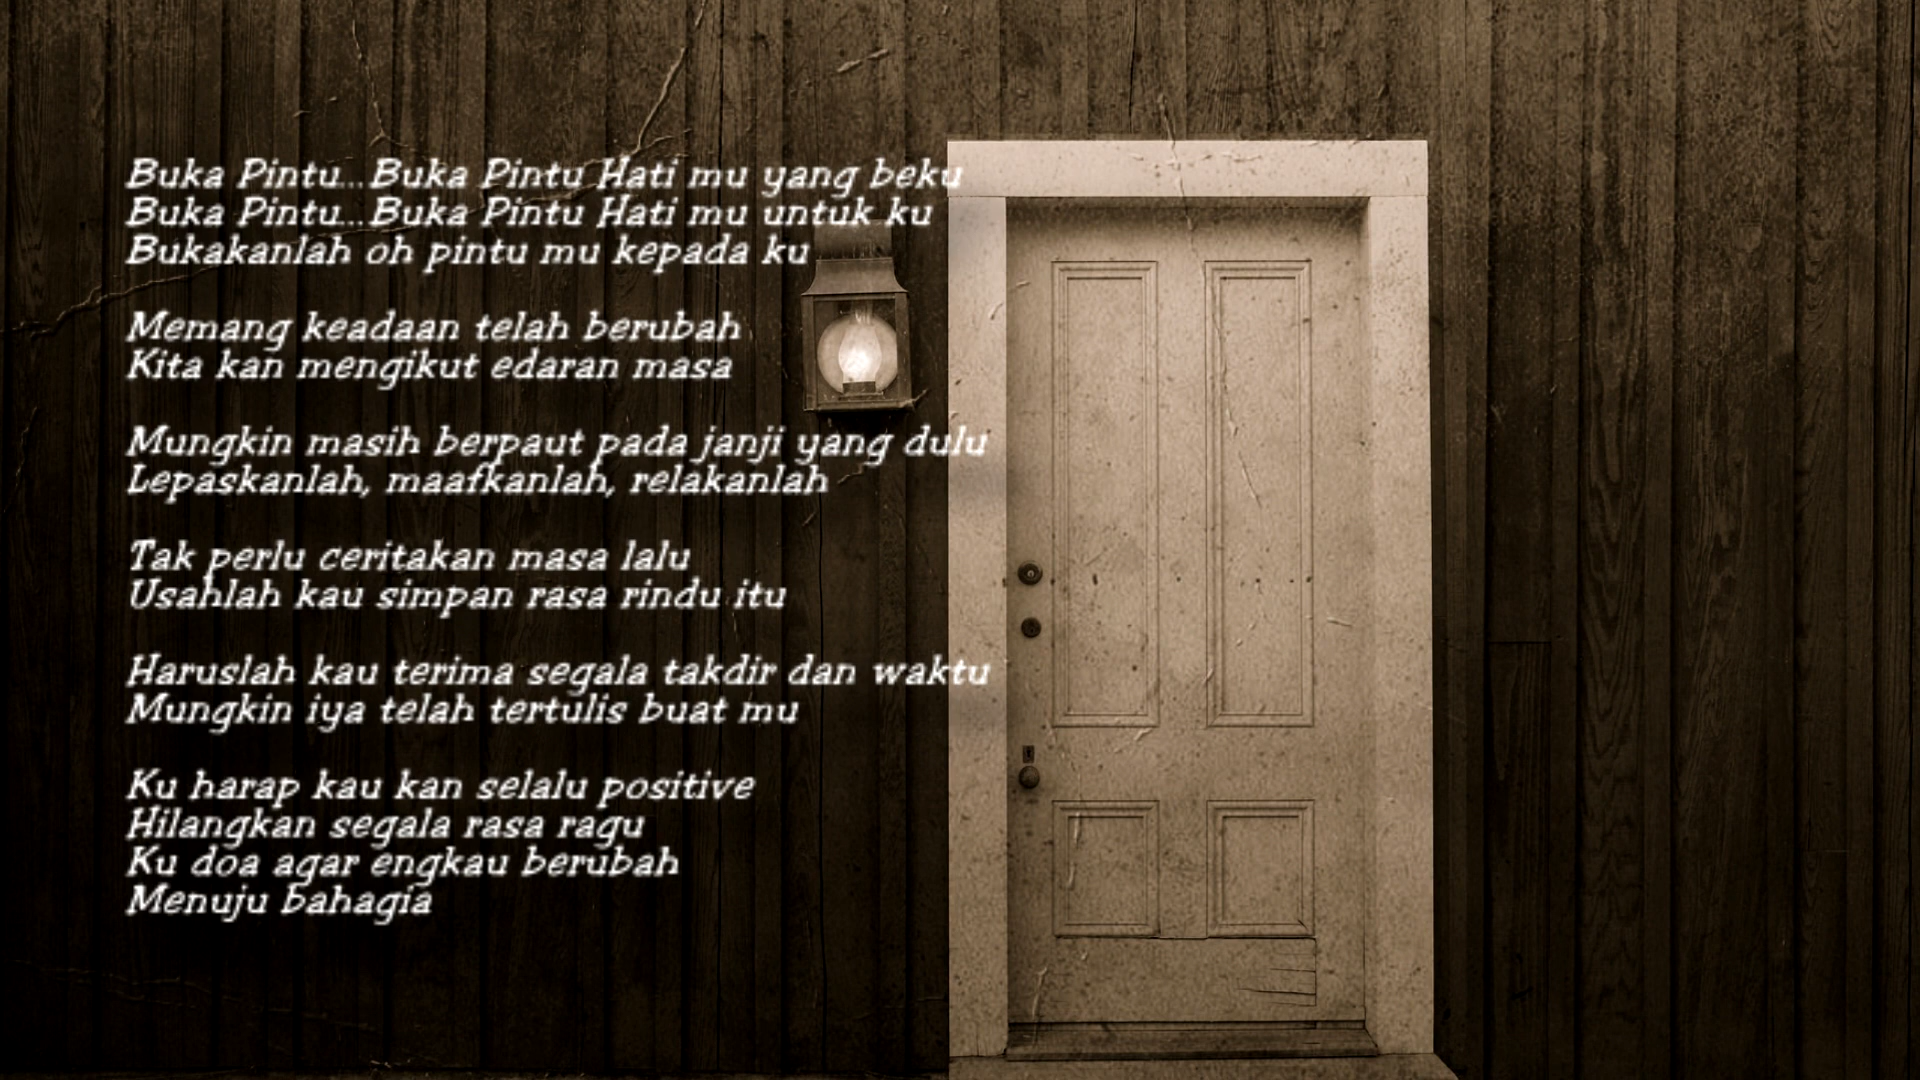 Buka Pintu...Buka Pintu Hati mu yang beku
Buka Pintu...Buka Pintu Hati mu untuk ku
Bukakanlah oh pintu mu kepada ku
Memang keadaan telah berubah
Kita kan mengikut edaran masa
Mungkin masih berpaut pada janji yang dulu
Lepaskanlah, maafkanlah, relakanlah
Tak perlu ceritakan masa lalu
Usahlah kau simpan rasa rindu itu
Haruslah kau terima segala takdir dan waktu
Mungkin iya telah tertulis buat mu
Ku harap kau kan selalu positive
Hilangkan segala rasa ragu
Ku doa agar engkau berubah
Menuju bahagia